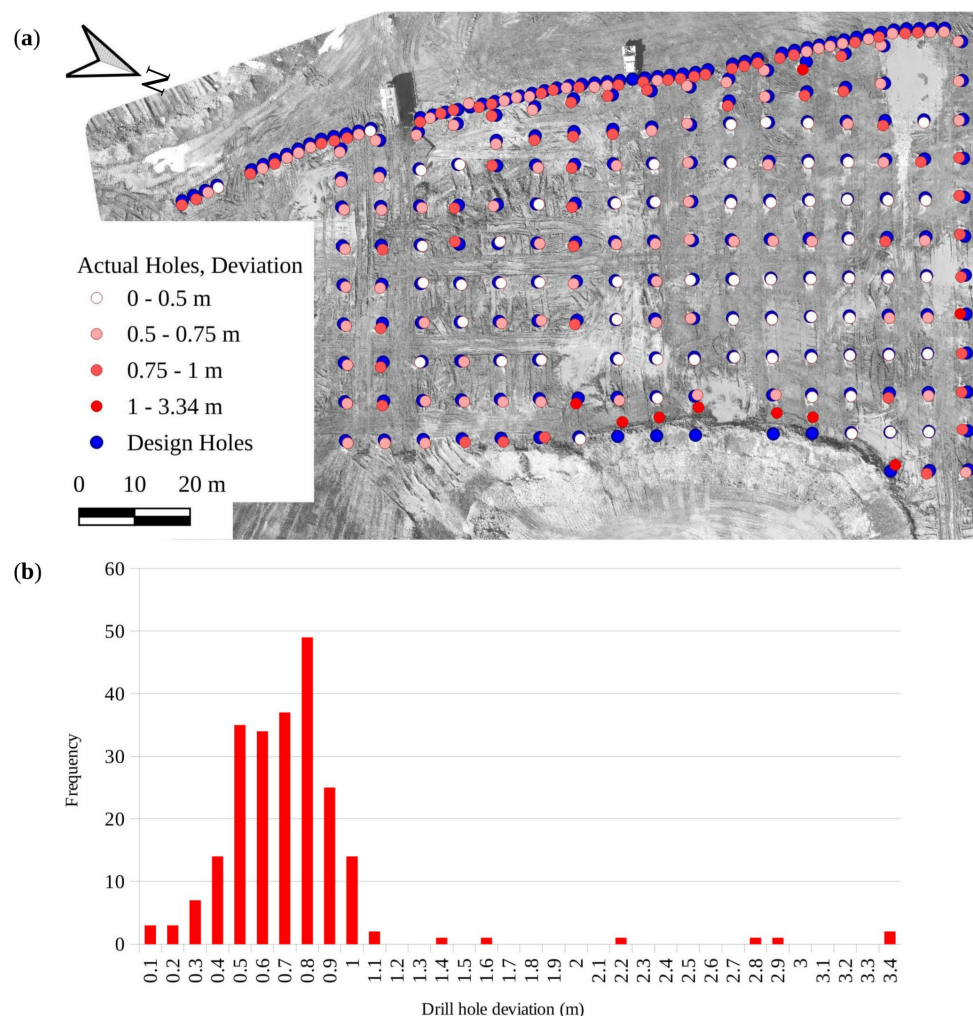 (a)
N
Actual Holes, Deviation
0 - 0.5 m
0.5 - 0.75 m
0.75 - 1 m
1 - 3.34 m
Design Holes
0 10 20 m
(b)
60
50
40
30
20
10
0
Frequency
0.1 0.2 0.3 0.4 0.5 0.6 0.7 0.8 0.9 1 1.1 1.2 1.3 1.4 1.6 1.7 1.8 1.9 2 2.1 2.2 2.3 2.4 2.6 2.7 2.8 2.9 3 3.1 3.2 3.3 3.4
Drill hole deviation (m)